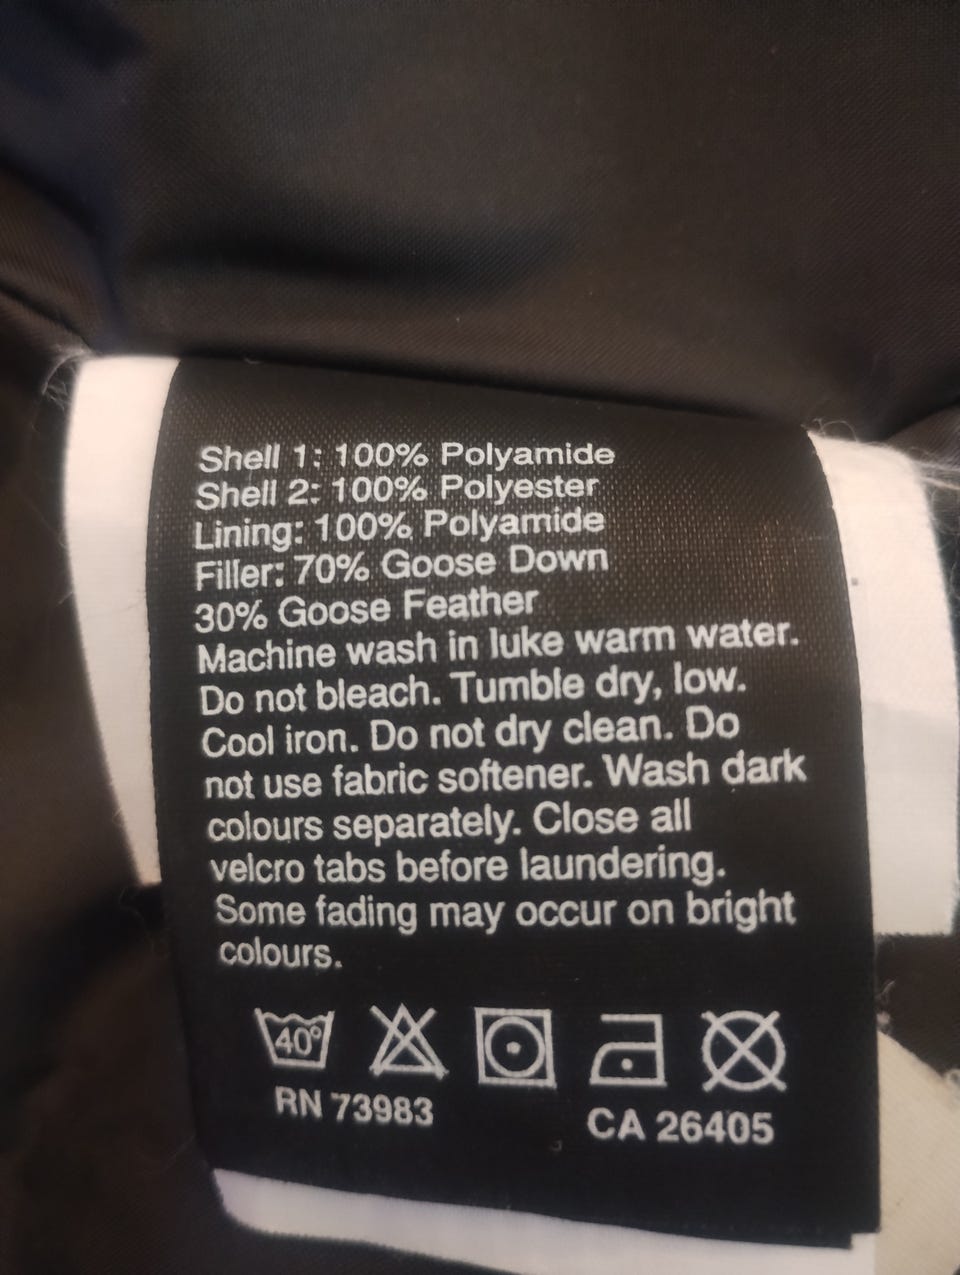 Shell 1: 100% Polyamide
Shell 2: 100% Polyester
Lining: 100% Polyamide
Filler: 70% Goose Down
30% Goose Feather
Machine wash in luke warm water.
Do not bleach. Tumble dry, low.
Cool iron. Do not dry clean. Do
not use fabric softener. Wash dark
colours separately. Close all
velcro tabs before laundering.
Some fading may occur on bright
colours.
40°
RN 73983 CA 26405